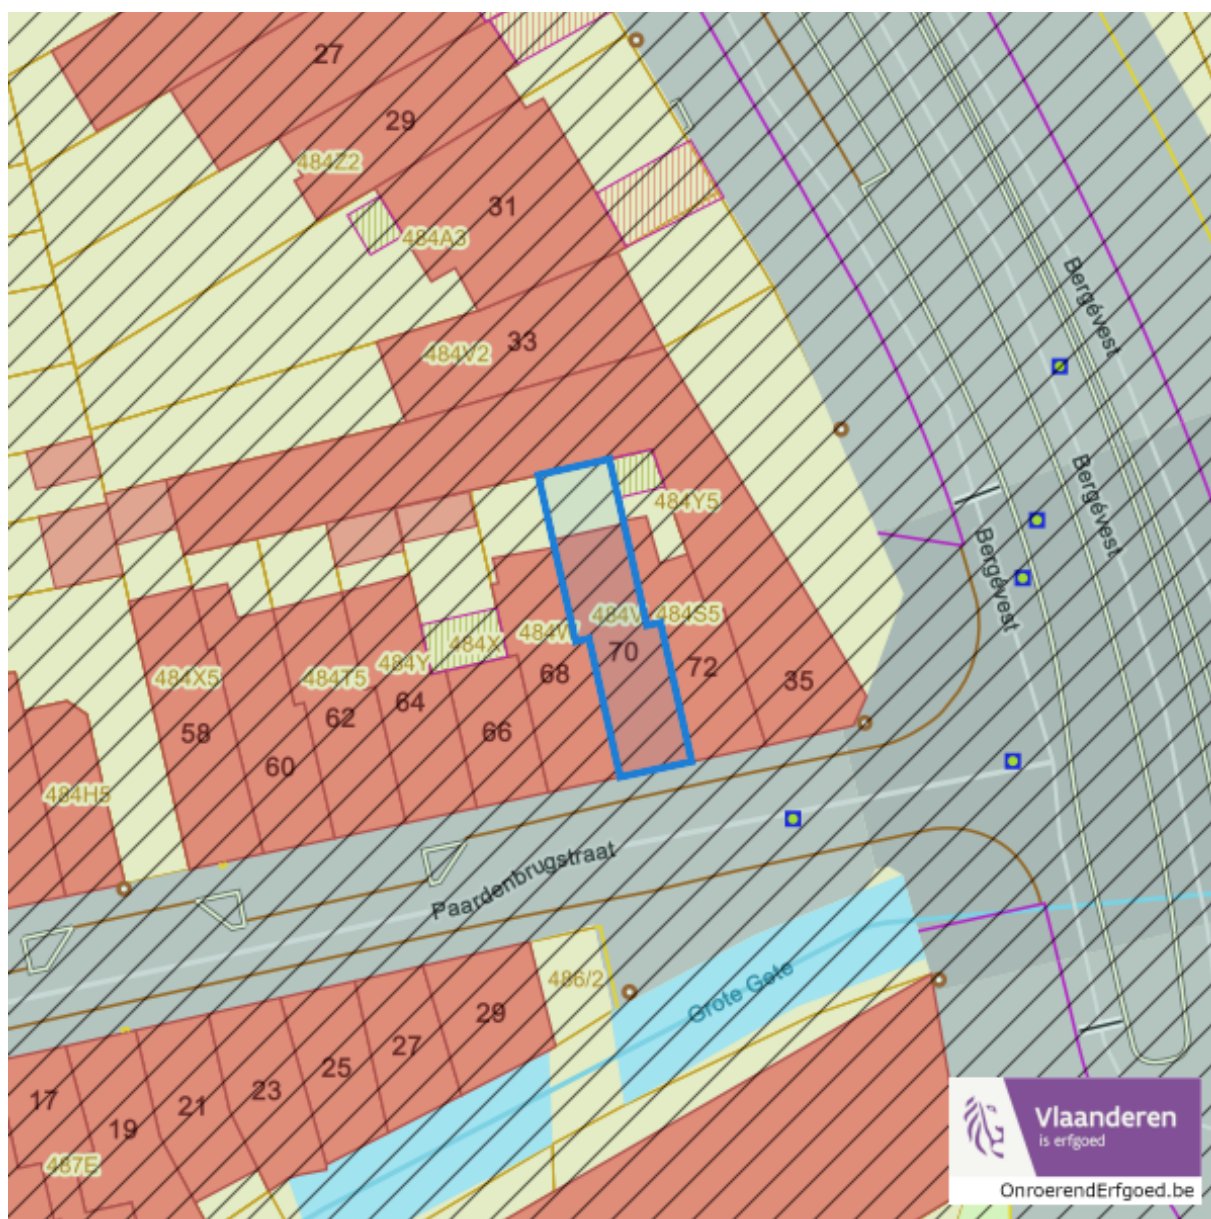 27
29
484Z2
31
484A3
33
484V2
Bergévest
Bergévest
484Y5
Bergévest
484V
484S5
484W
484X
484Y
70
72
68
35
484X5
484T5
64
62
66
58
60
484H5
Paardenbrugstraat
486/2
Grote Gete
29
27
25
23
21
17
19
487E
Vlaanderen
is erfgoed
OnroerendErfgoed.be